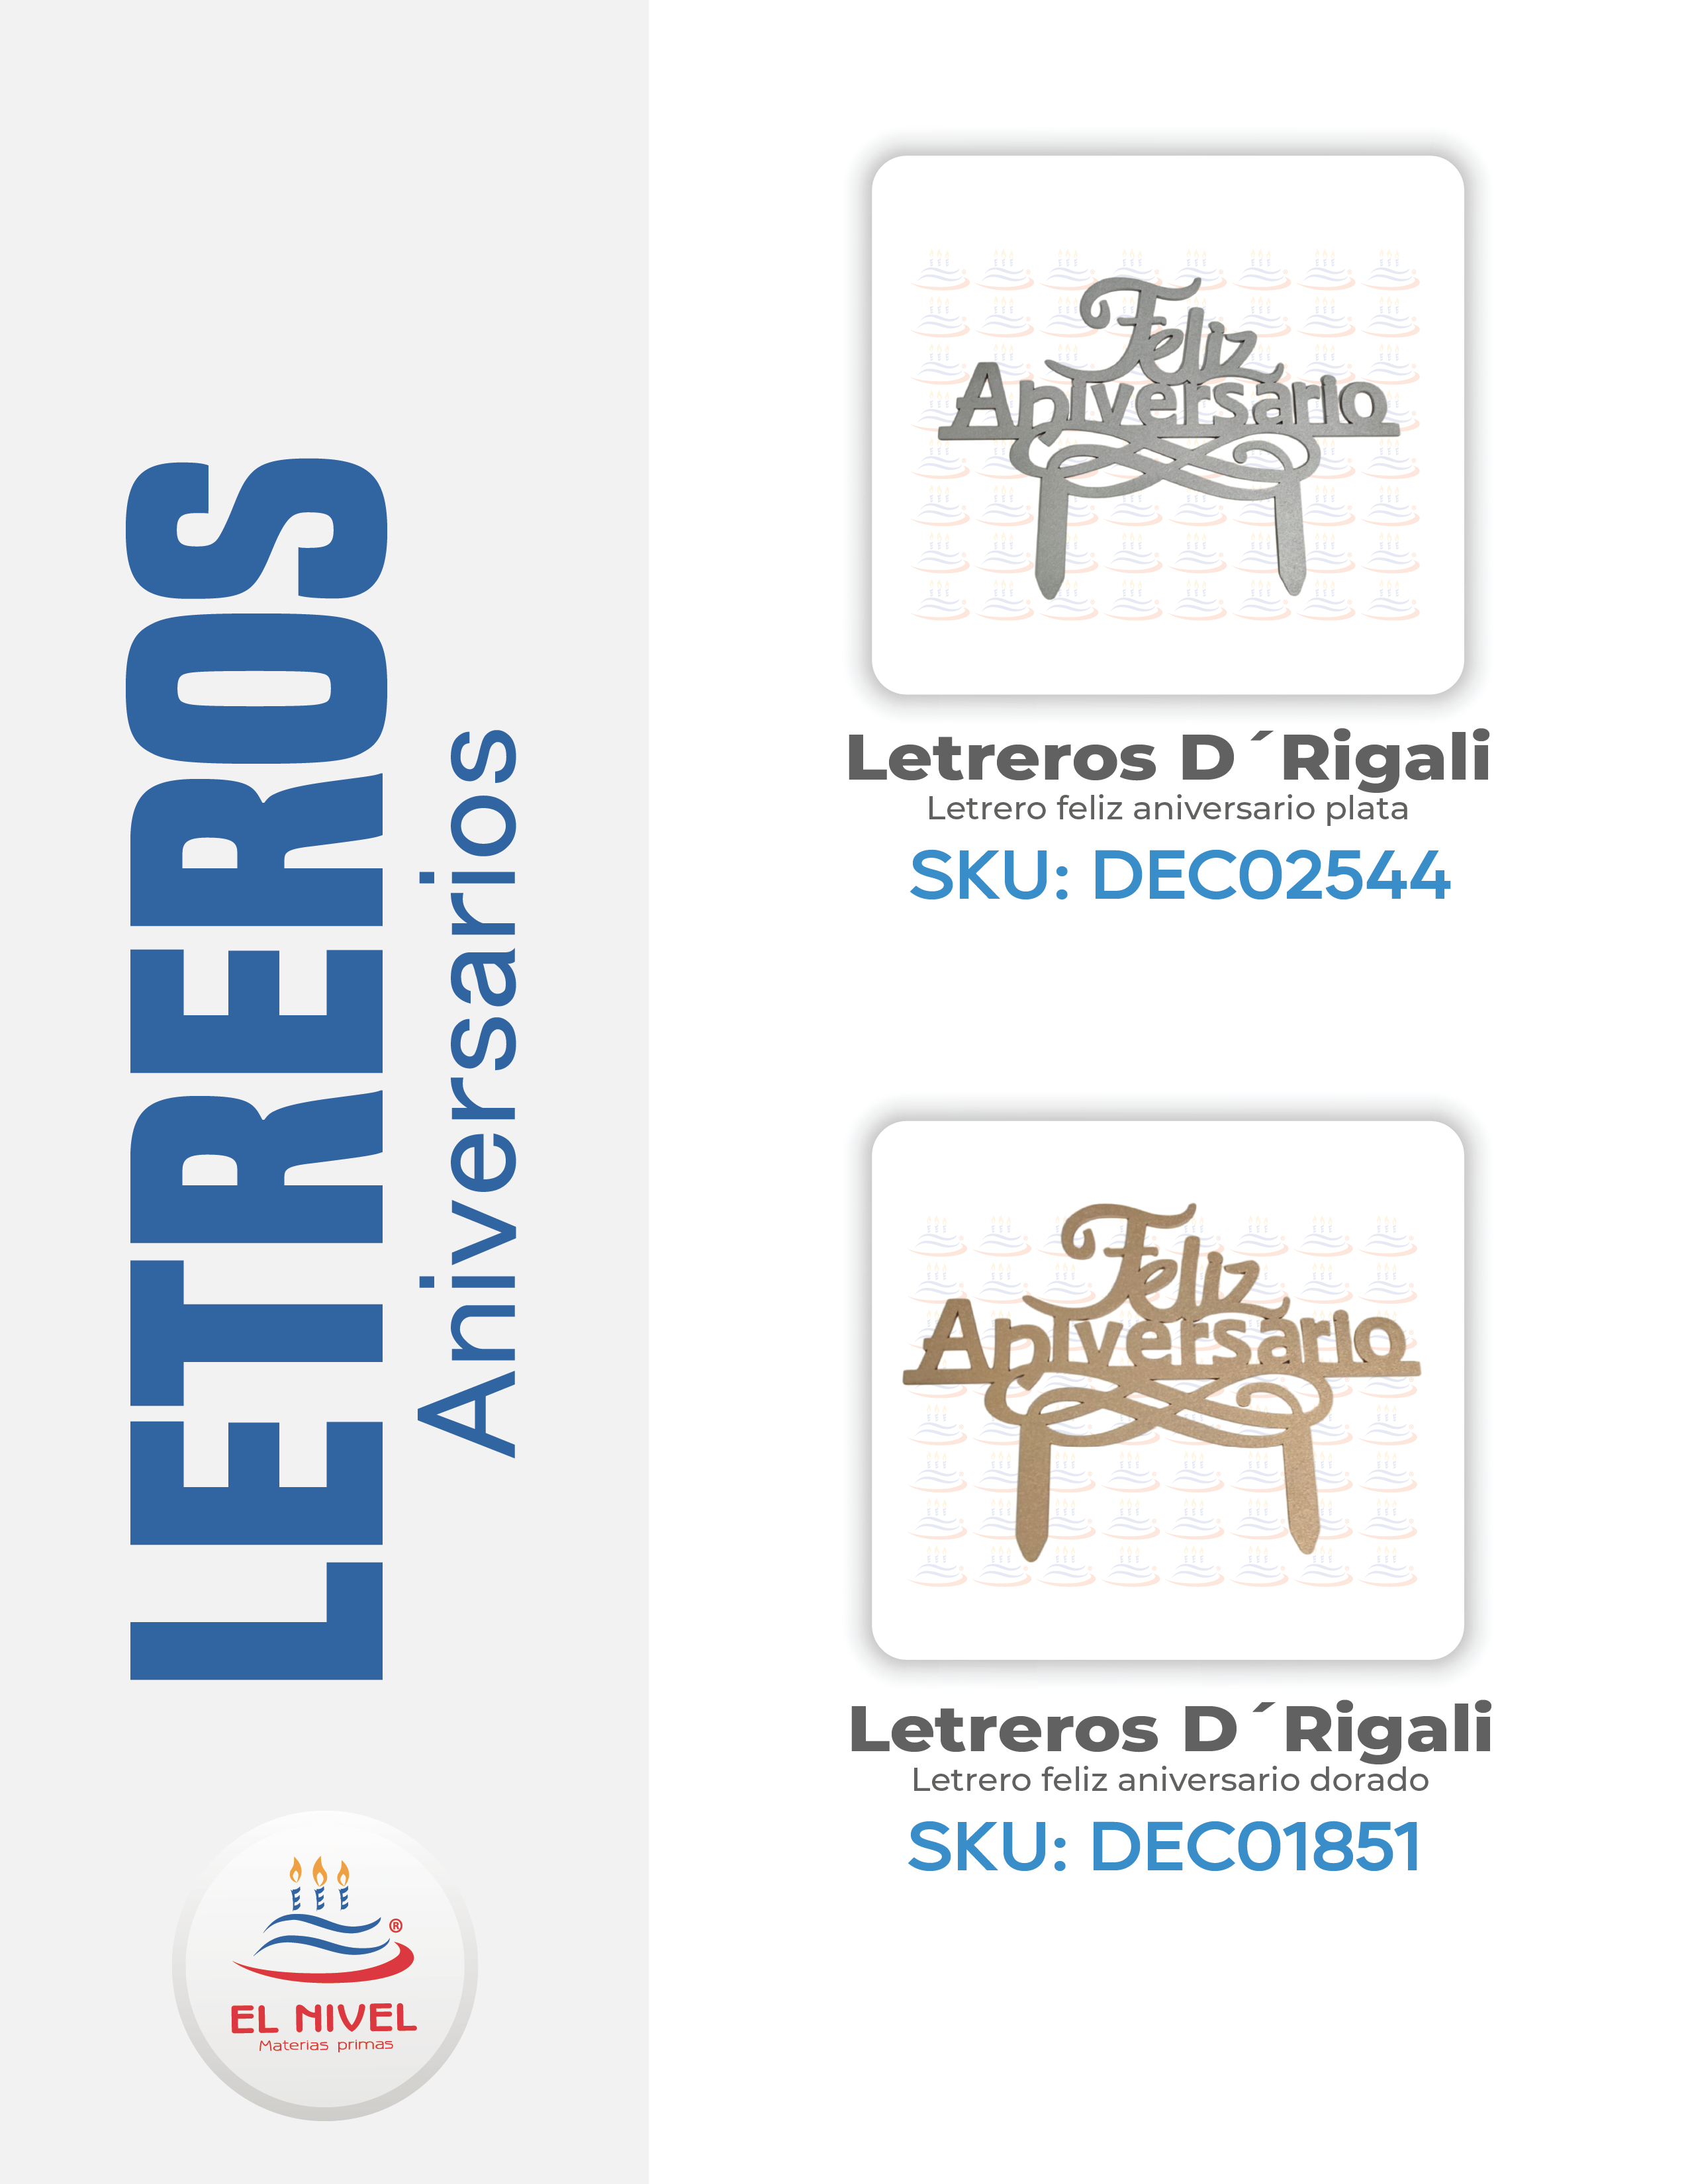 LETREROS
Aniversarios
Feliz
Aniversario
Letreros D´Rigali
Letrero feliz aniversario plata
SKU: DEC02544
Feliz
Aniversario
Letreros D´Rigali
Letrero feliz aniversario dorado
SKU: DEC01851
®
EL NIVEL
Materias primas